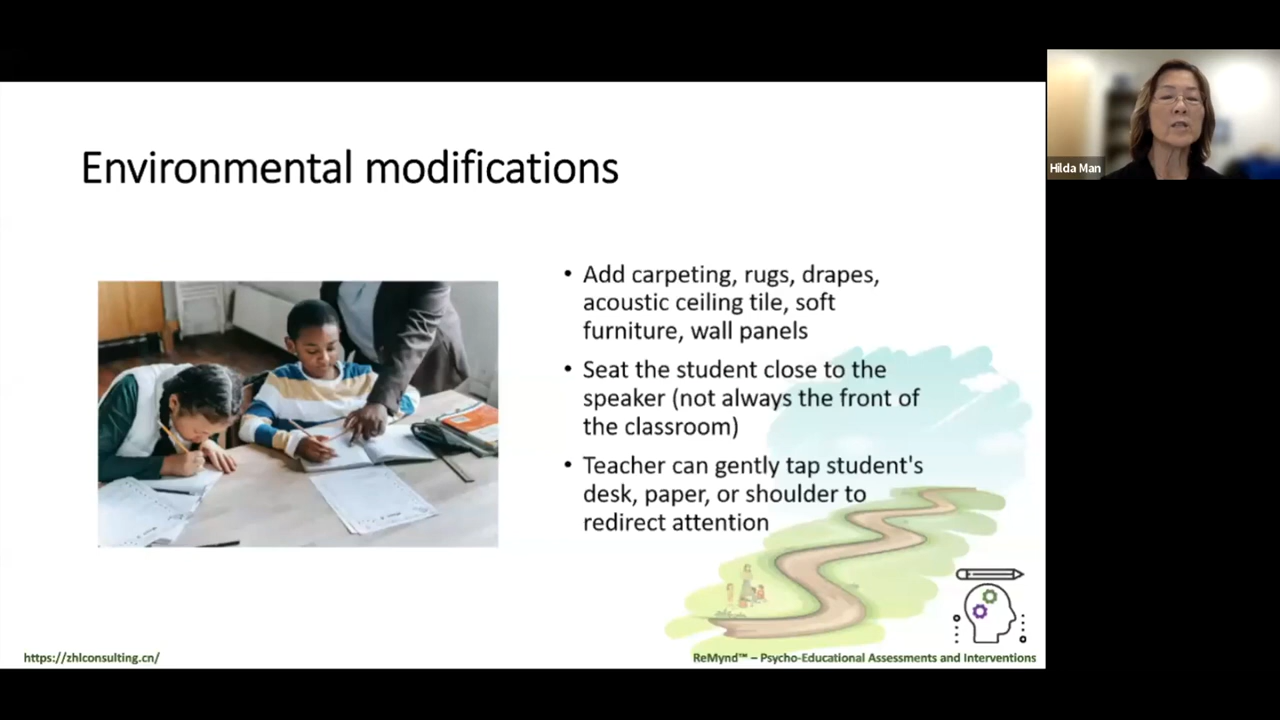 Environmental modifications
• Add carpeting, rugs, drapes,
acoustic ceiling tile, soft
furniture, wall panels
• Seat the student close to the
speaker (not always the front of
the classroom)
• Teacher can gently tap student's
desk, paper, or shoulder to
redirect attention
https://zhlconsulting.cn/
ReMynd™ – Psycho-Educational Assessments and Interventions
Hilda Man